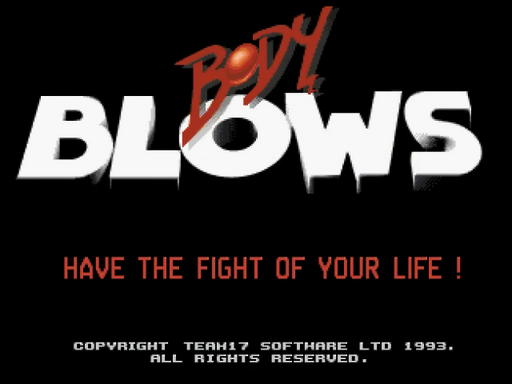 BODY
BLOWS
HAVE THE FIGHT OF YOUR LIFE !
COPYRIGHT TEAM17 SOFTWARE LTD 1993.
ALL RIGHTS RESERVED.